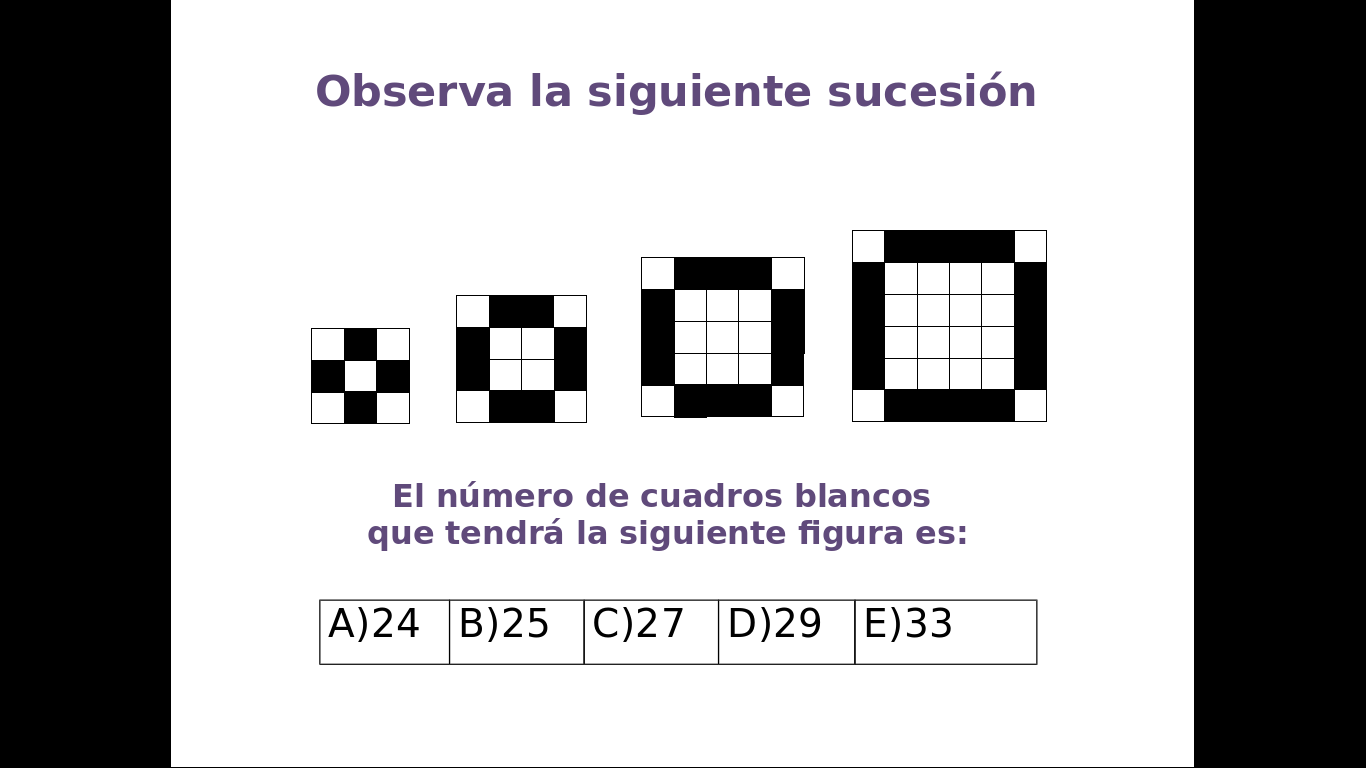 Observa la siguiente sucesión
El número de cuadros blancos
que tendrá la siguiente figura es:
A)24 B)25 C)27 D)29 E)33